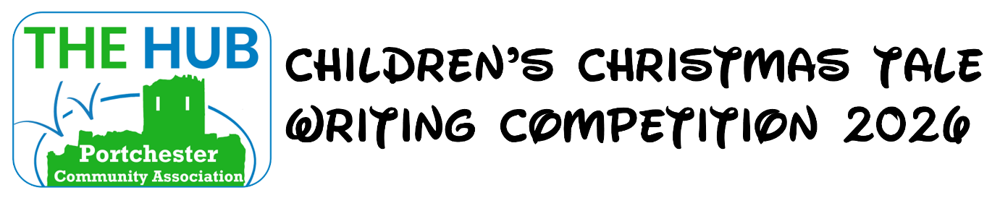 THE HUB
Portchester
Community Association
CHILDREN'S CHRISTMAS TALE
WRITING COMPETITION 2026